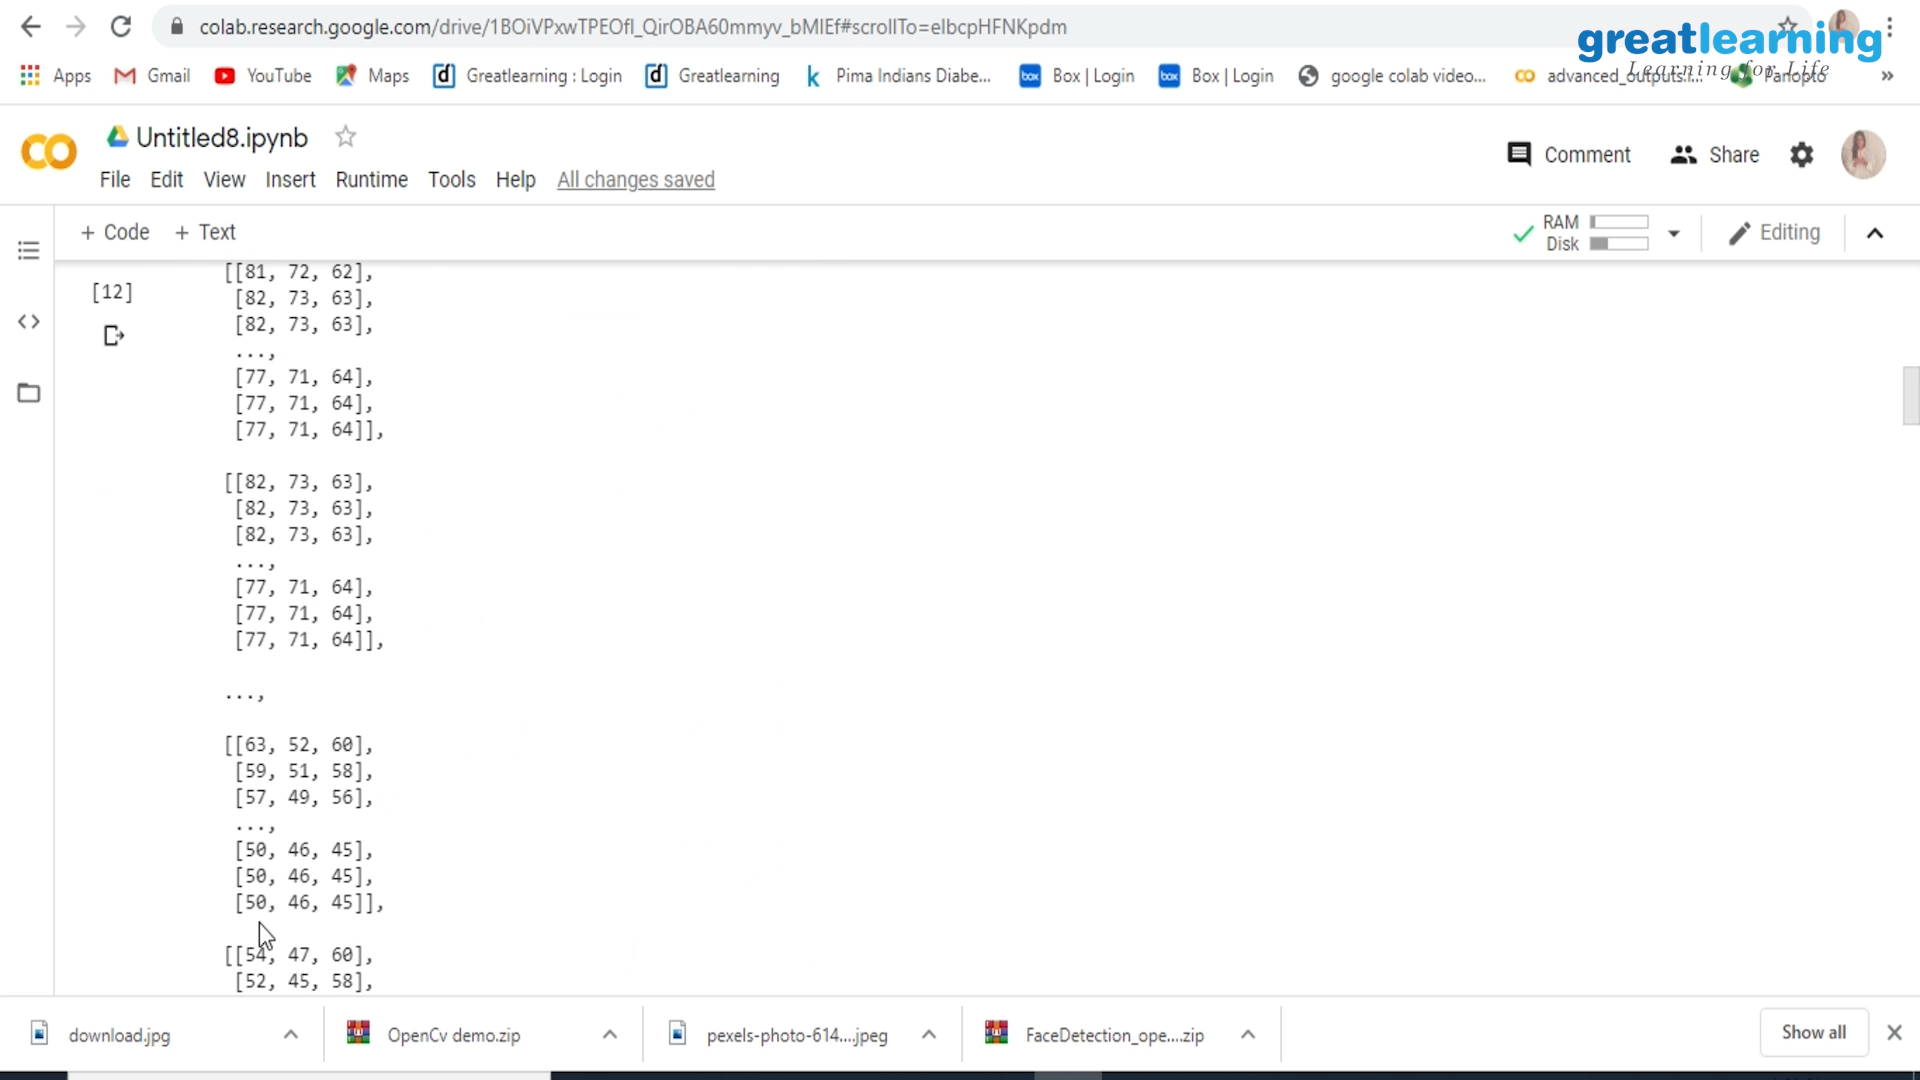 colab.research.google.com/drive/1BOiVPxwTPEOfl_QirOBA60mmyv_bMIEf#scrollTo=elbcpHFNKpdm
greatlearning
Learning for Life
Apps Gmail YouTube Maps Greatlearning : Login Greatlearning Pima Indians Diabe... Box | Login Box | Login google colab video... advanced_outputs.i... Panopto »
Untitled8.ipynb
Comment Share
File Edit View Insert Runtime Tools Help All changes saved
+ Code + Text
RAM
Disk
Editing
[12]
[[81, 72, 62],
[82, 73, 63],
[82, 73, 63],
...,
[77, 71, 64],
[77, 71, 64],
[77, 71, 64]],
[[82, 73, 63],
[82, 73, 63],
[82, 73, 63],
...,
[77, 71, 64],
[77, 71, 64],
[77, 71, 64]],
...,
[[63, 52, 60],
[59, 51, 58],
[57, 49, 56],
...,
[50, 46, 45],
[50, 46, 45],
[50, 46, 45]],
[[54, 47, 60],
[52, 45, 58],
download.jpg OpenCv demo.zip pexels-photo-614....jpeg FaceDetection_ope....zip Show all